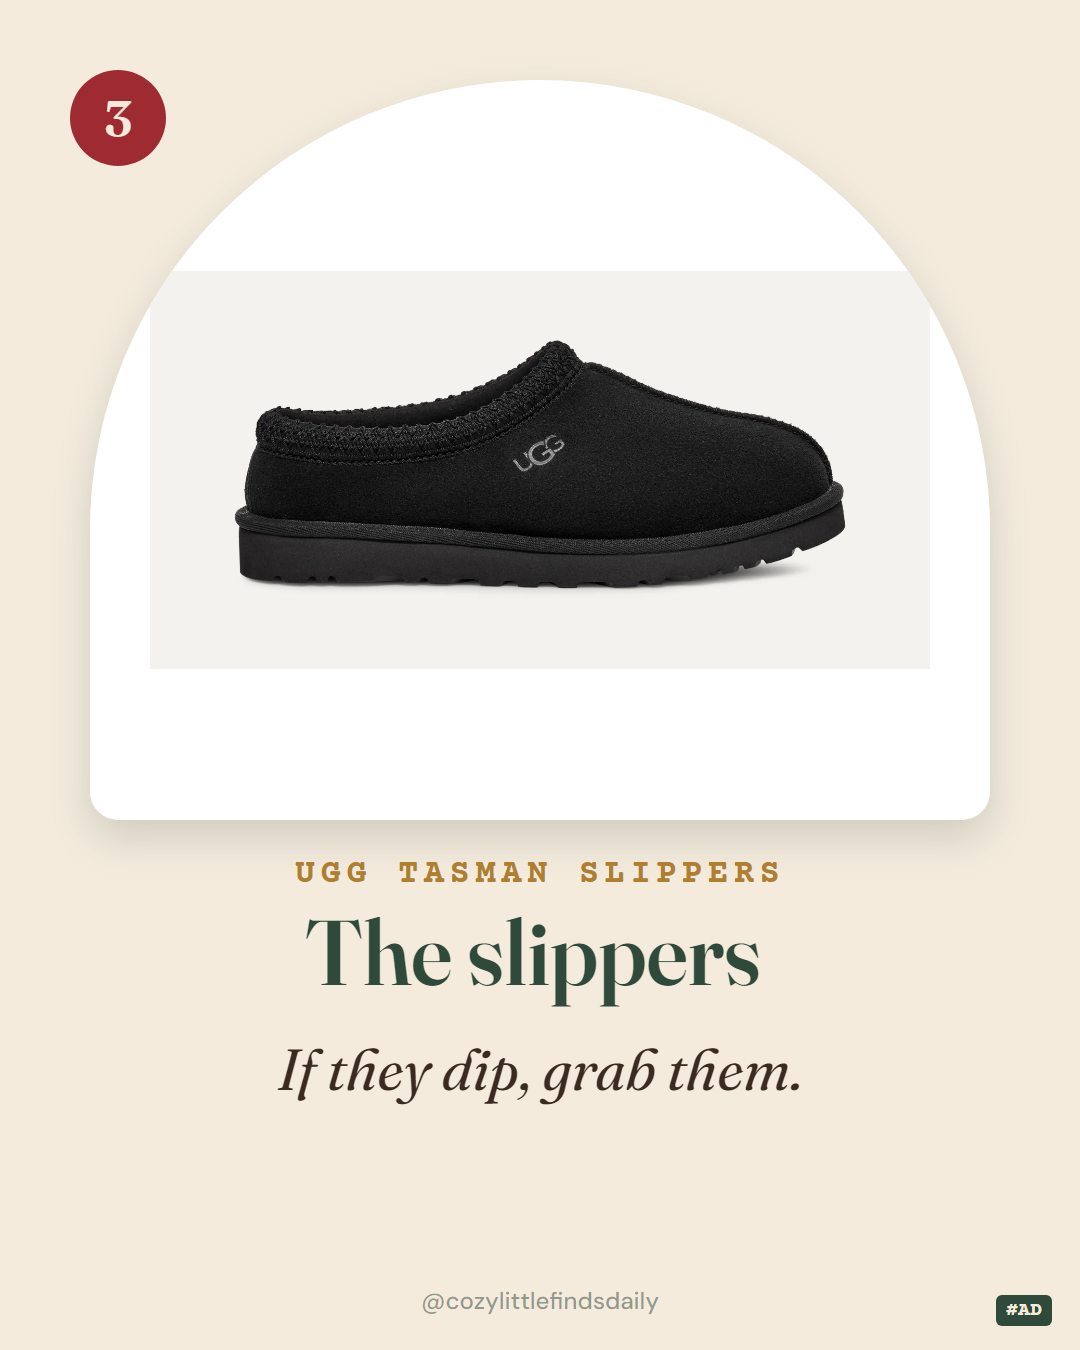 3
UGG
UGG TASMAN SLIPPERS
The slippers
If they dip, grab them.
@cozylittlefindsdaily
#AD